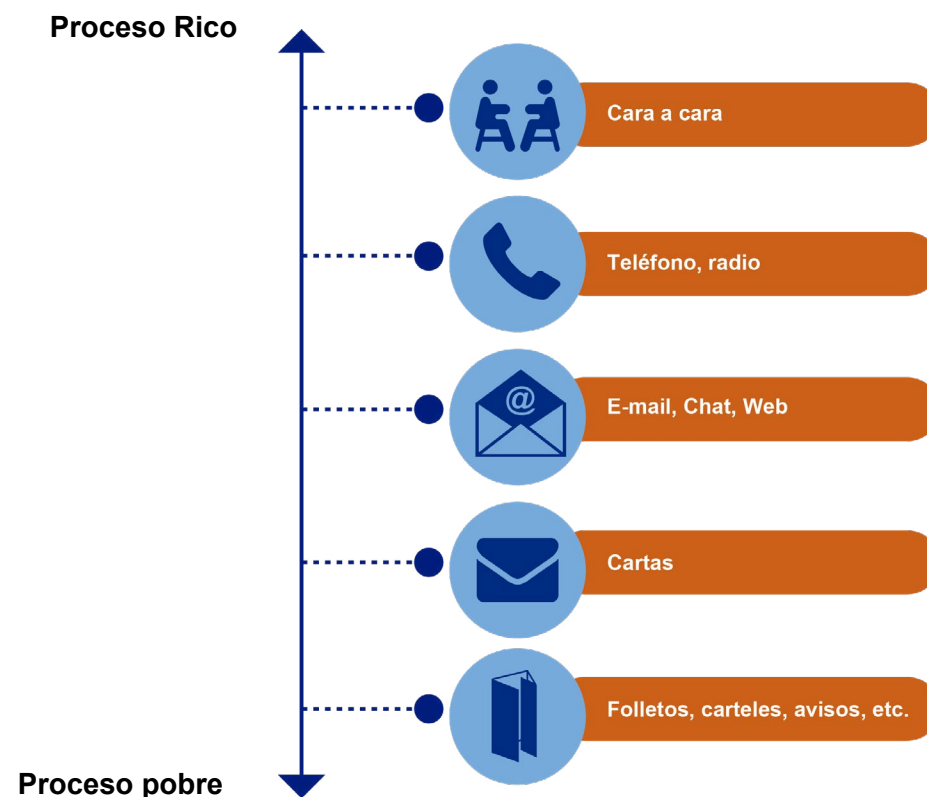 Proceso Rico
Cara a cara
Teléfono, radio
@
E-mail, Chat, Web
Cartas
Folletos, carteles, avisos, etc.
Proceso pobre